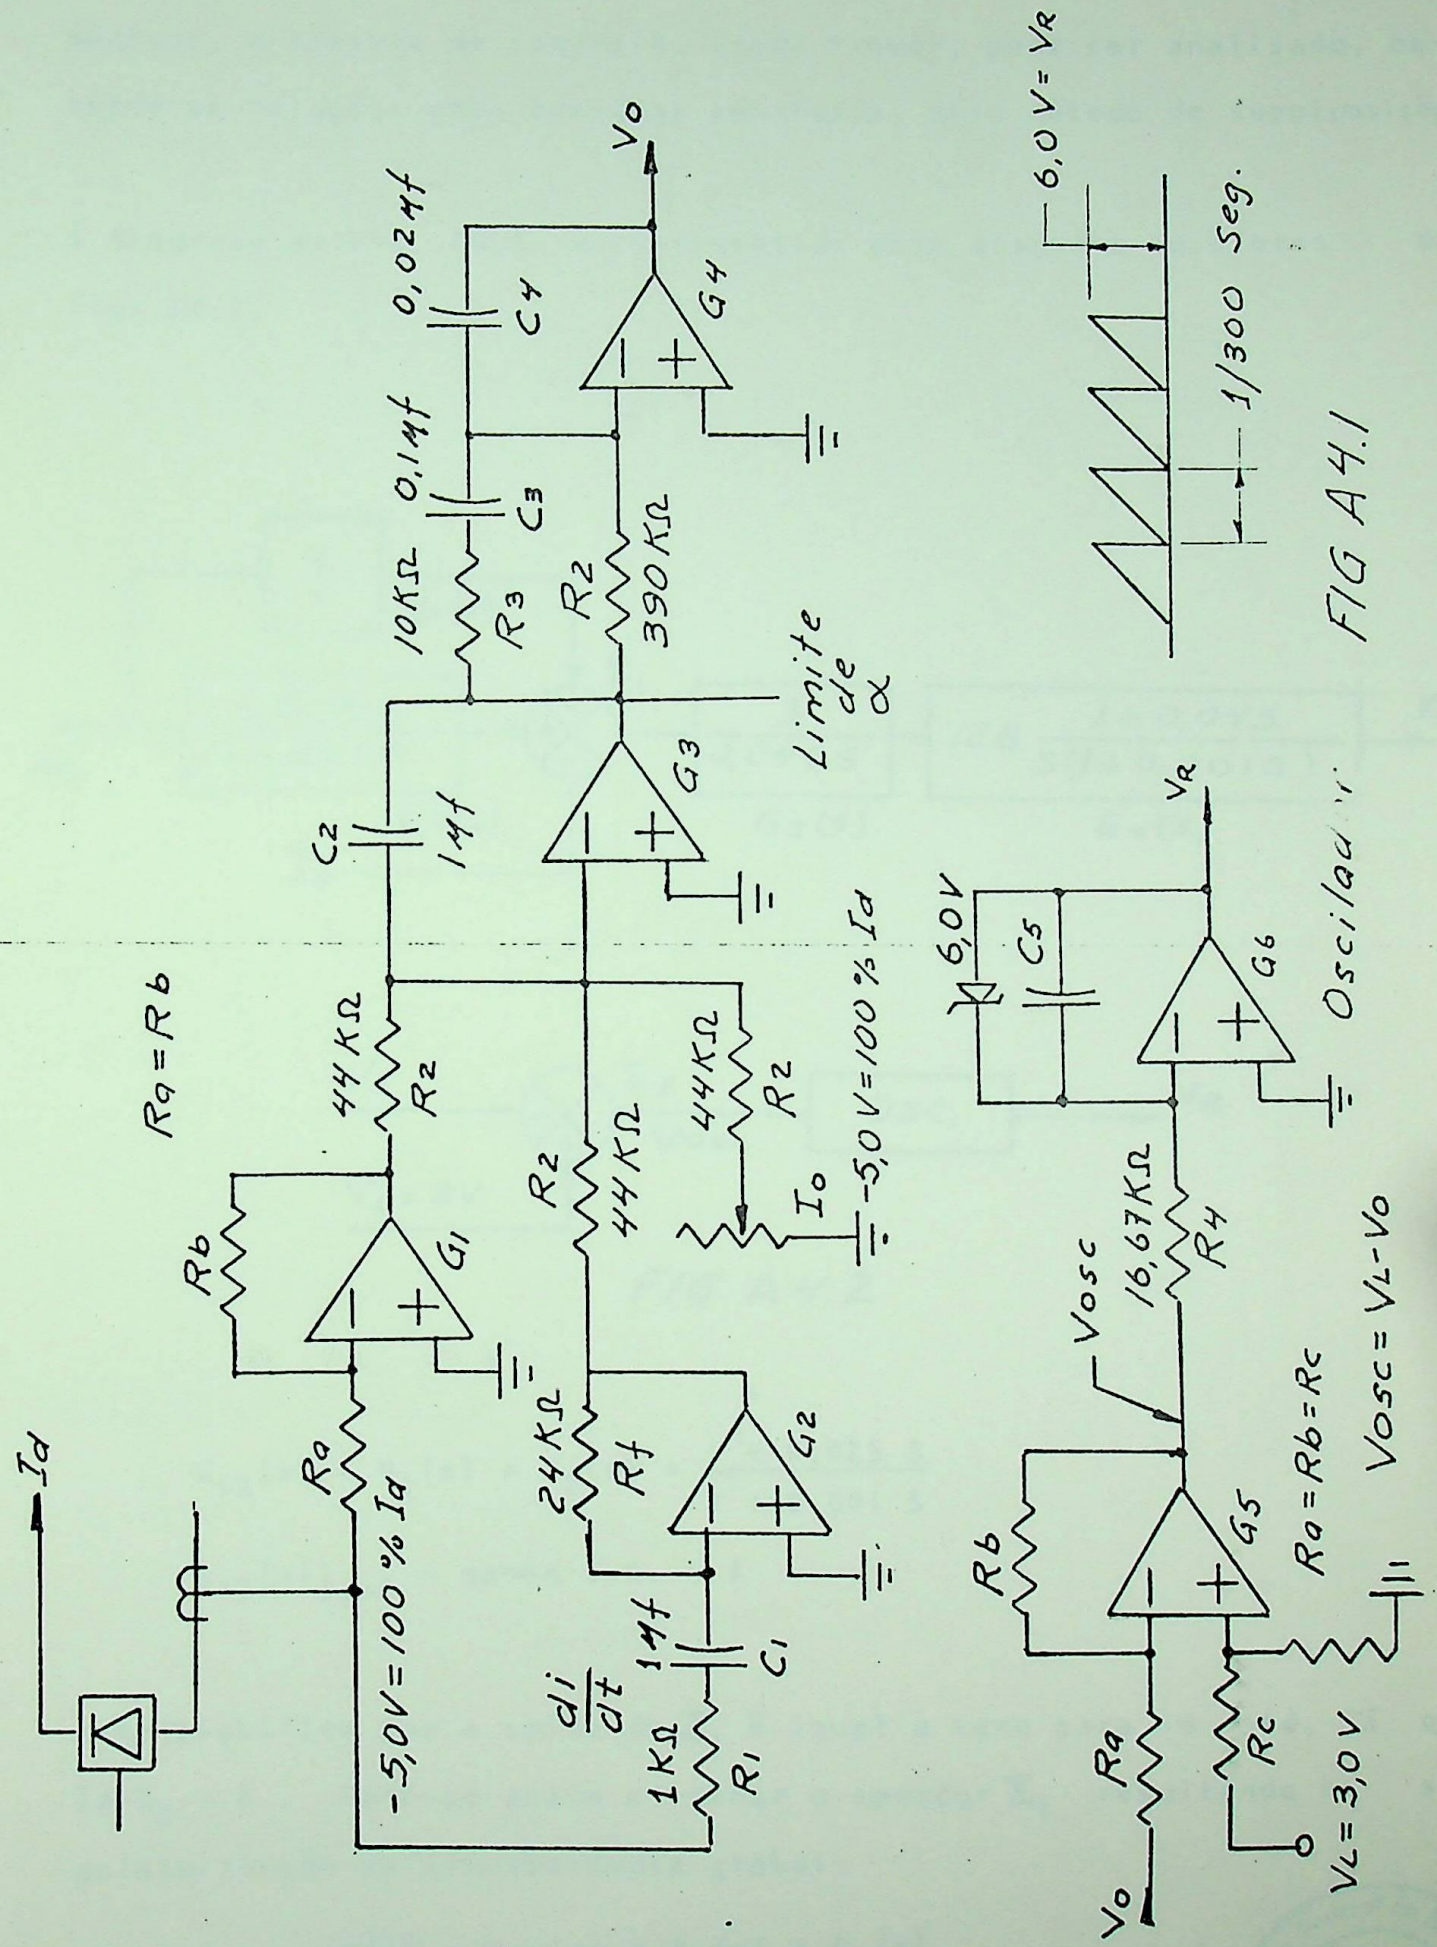 Id
-5,0V = 100% Id
Ra
Rb
G1
Ra = Rb
44KΩ
R2
C2
1µf
10KΩ
R3
0,1µf
C3
0,02µf
C4
Vo
G4
G3
R2
390KΩ
Limite
de
α
di
dt
1KΩ
R1
1µf
C1
24KΩ
Rf
G2
R2
44KΩ
44KΩ
R2
Io
-5,0V = 100% Id
Vo
Ra
Rb
Rc
VL = 3,0V
G5
Ra = Rb = Rc
Vosc = VL - Vo
Vosc
16,67KΩ
R4
6,0V
C5
G6
VR
Oscilador
6,0V = VR
1/300 seg.
FIG A4.1